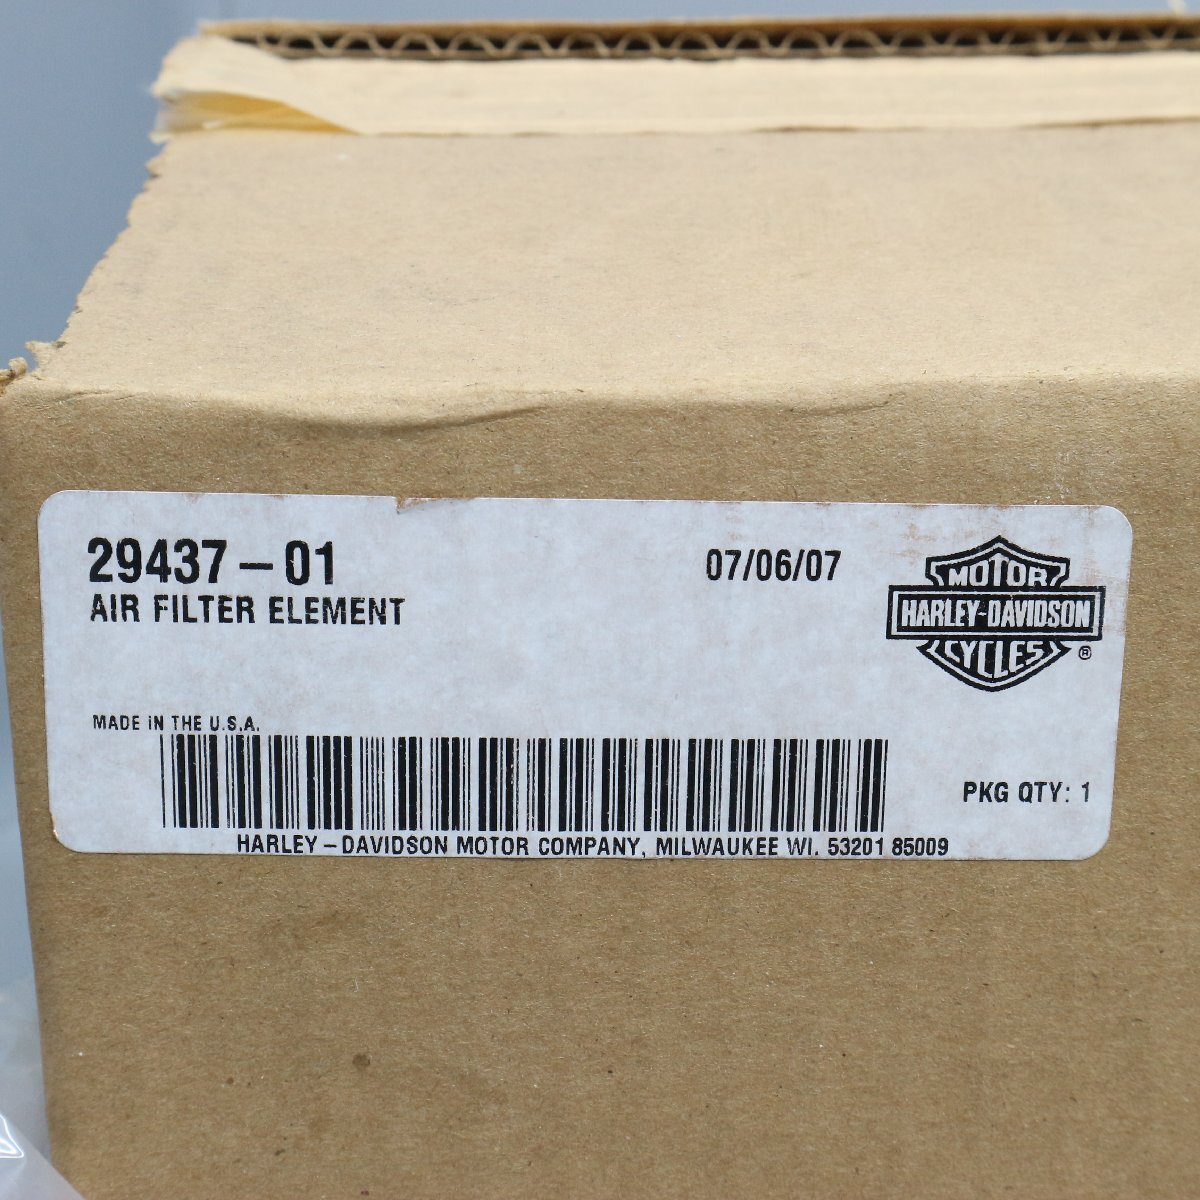 29437-01
AIR FILTER ELEMENT
07/06/07
MOTOR
HARLEY-DAVIDSON
CYCLES
®
MADE IN THE U.S.A.
PKG QTY: 1
HARLEY-DAVIDSON MOTOR COMPANY, MILWAUKEE WI. 53201 85009